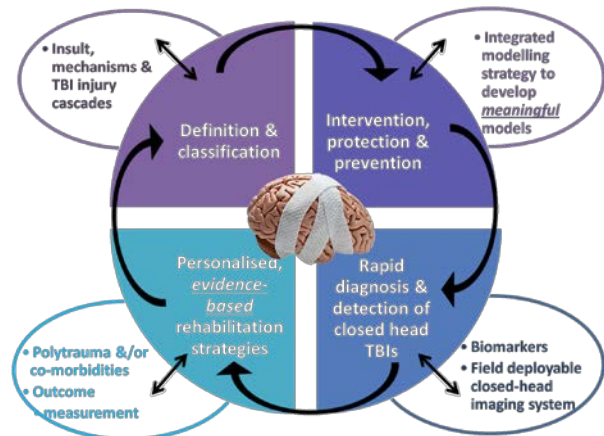 • Insult,
mechanisms &
TBI injury
cascades
• Integrated
modelling
strategy to
develop
meaningful
models
Definition &
classification
Intervention,
protection &
prevention
Personalised,
evidence-
based
rehabilitation
strategies
Rapid
diagnosis &
detection of
closed head
TBIs
• Polytrauma &/or
co-morbidities
• Outcome
• measurement
• Biomarkers
• Field deployable
closed-head
imaging system